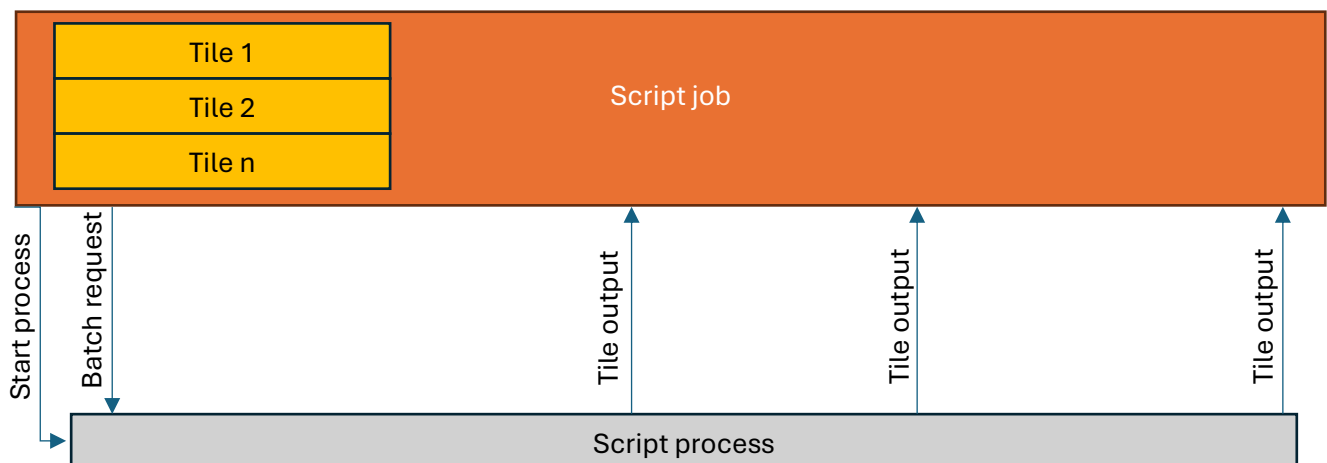 Tile 1
Tile 2
Tile n
Script job
Start process
Batch request
Tile output
Tile output
Tile output
Script process